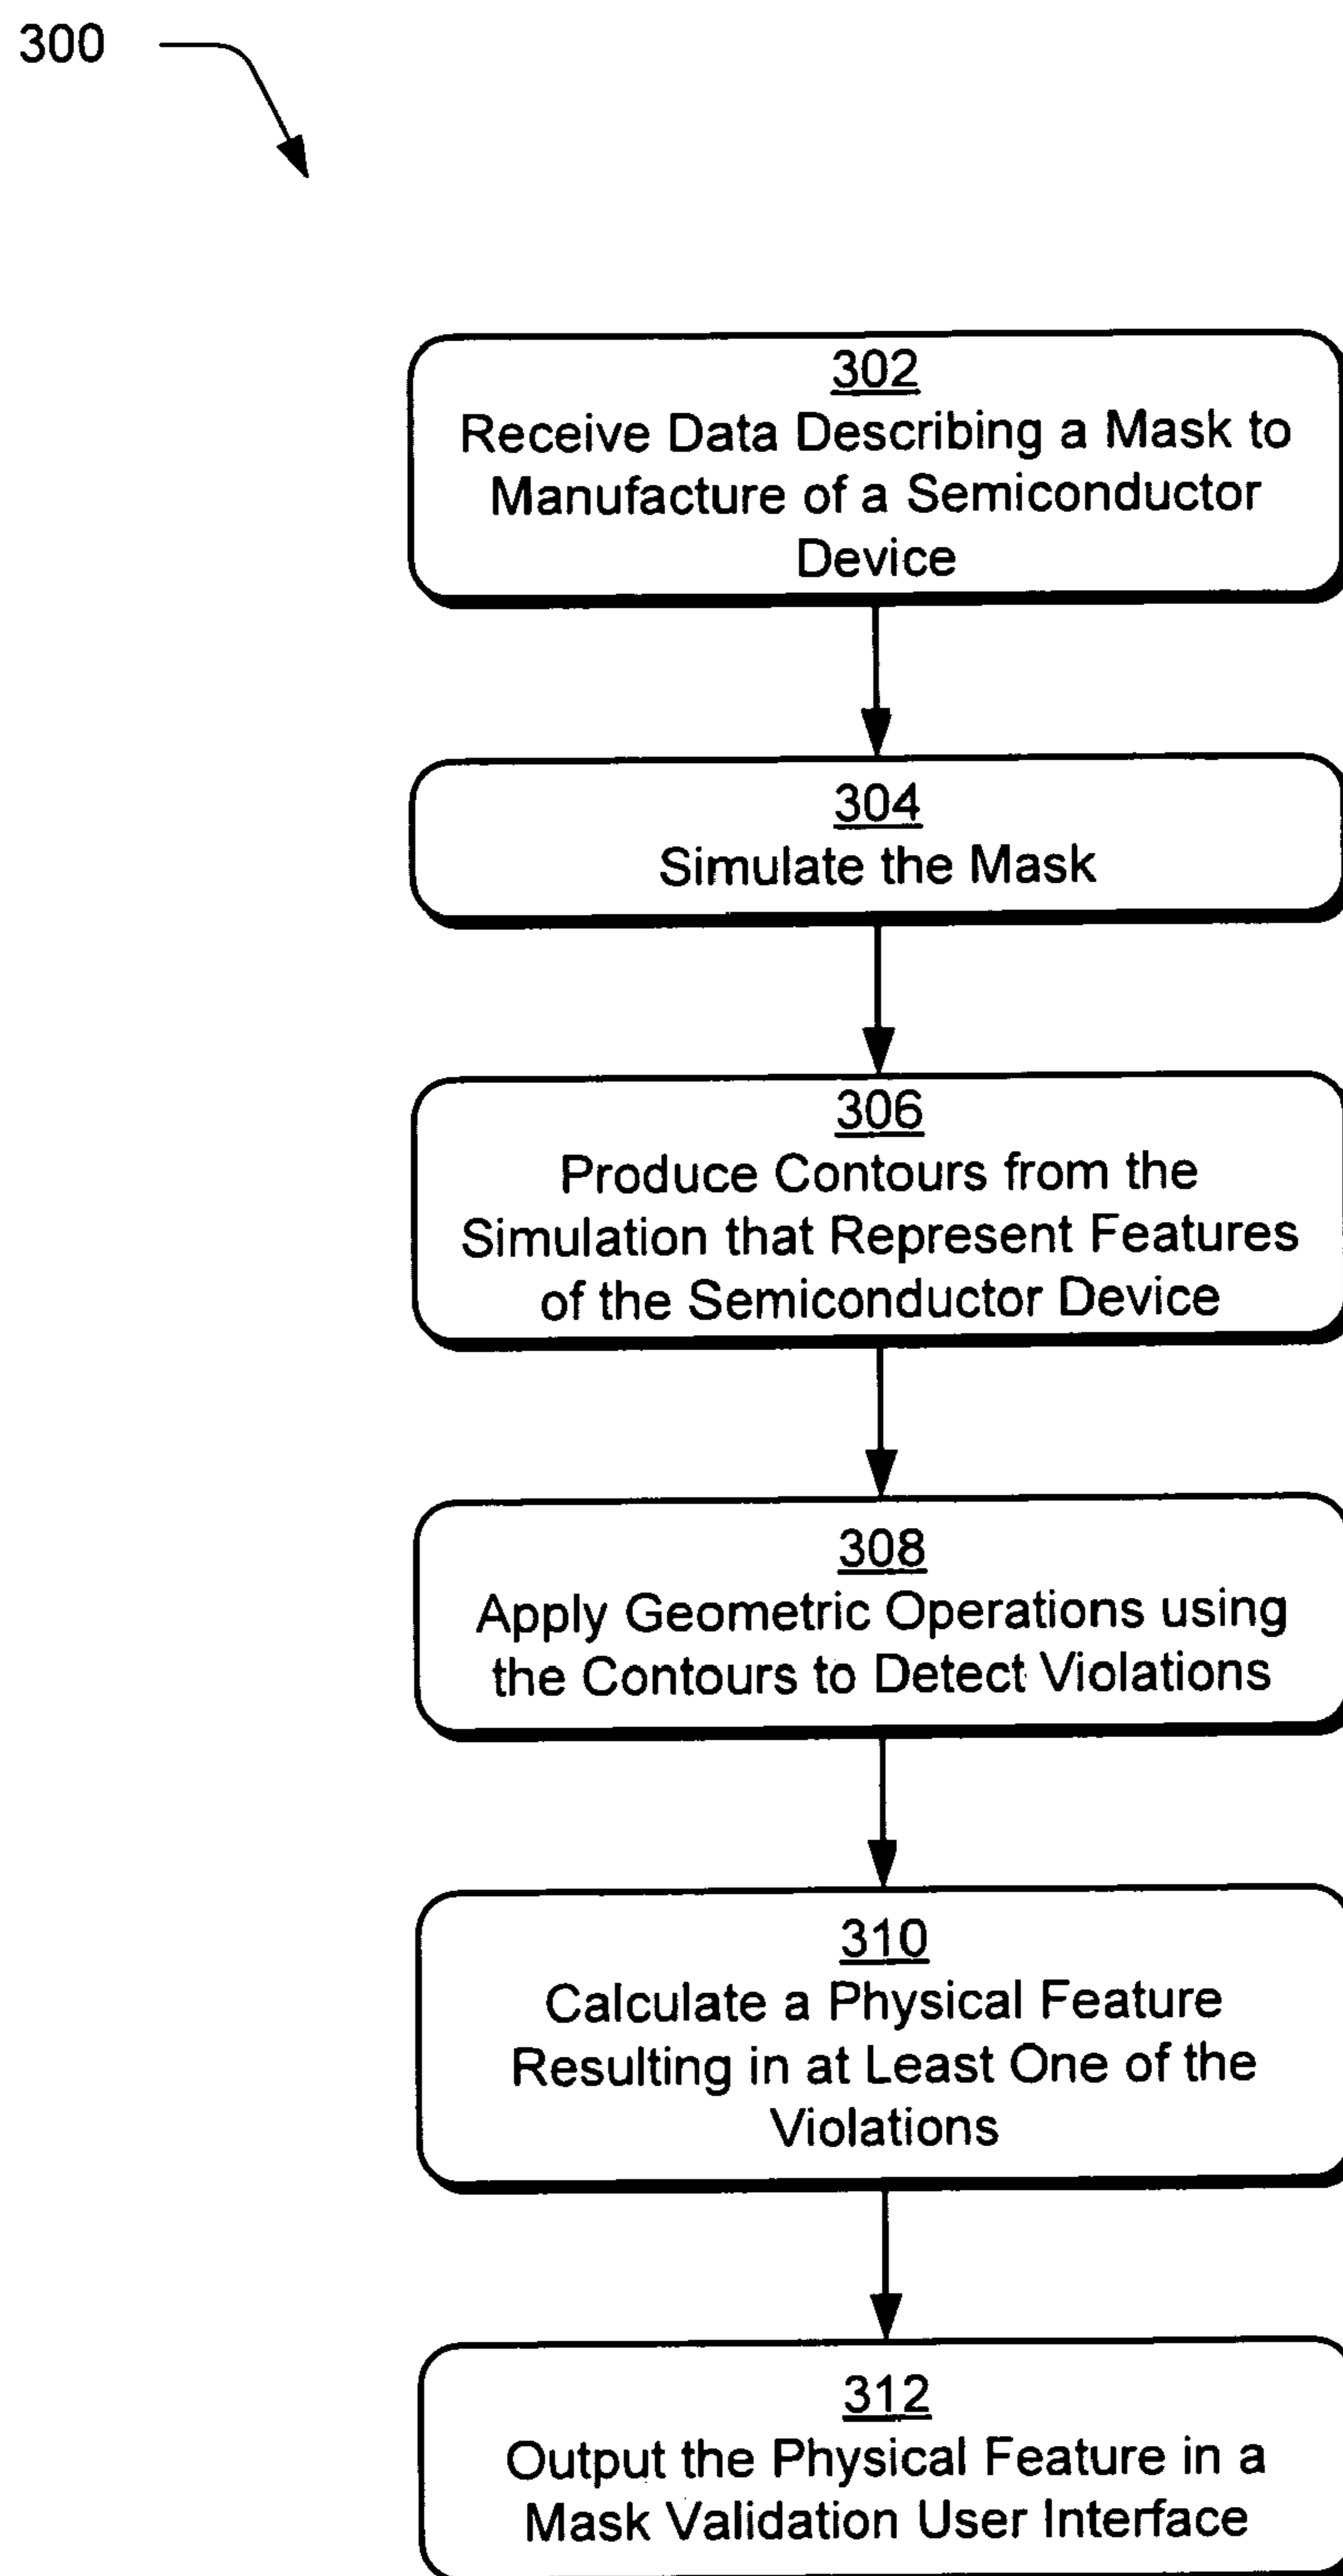 300
302
Receive Data Describing a Mask to
Manufacture of a Semiconductor
Device
304
Simulate the Mask
306
Produce Contours from the
Simulation that Represent Features
of the Semiconductor Device
308
Apply Geometric Operations using
the Contours to Detect Violations
310
Calculate a Physical Feature
Resulting in at Least One of the
Violations
312
Output the Physical Feature in a
Mask Validation User Interface